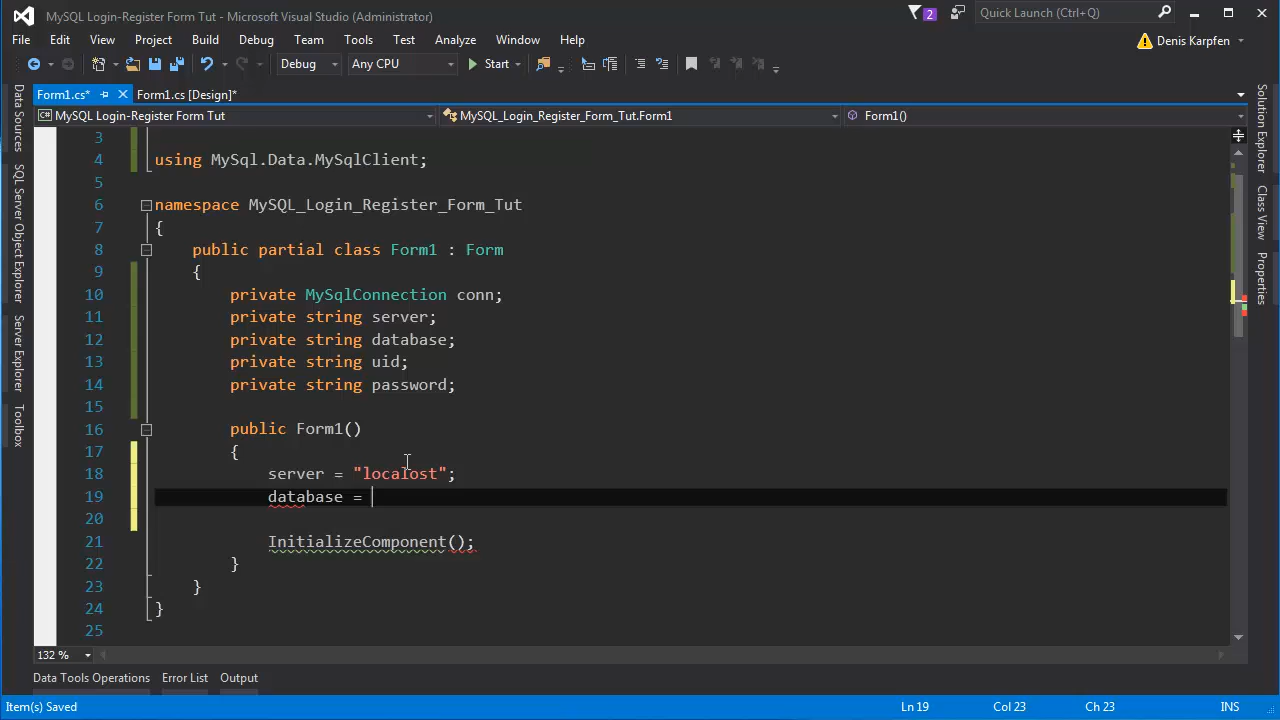 MySQL Login-Register Form Tut - Microsoft Visual Studio (Administrator)
2
Quick Launch (Ctrl+Q)
File Edit View Project Build Debug Team Tools Test Analyze Window Help
Denis Karpfen
Debug Any CPU Start
Form1.cs* Form1.cs [Design]*
C# MySQL Login-Register Form Tut MySQL_Login_Register_Form_Tut.Form1 Form1()
Data Sources
SQL Server Object Explorer
Server Explorer
Toolbox
3
4 using MySql.Data.MySqlClient;
5
6 namespace MySQL_Login_Register_Form_Tut
7 {
8 public partial class Form1 : Form
9 {
10 private MySqlConnection conn;
11 private string server;
12 private string database;
13 private string uid;
14 private string password;
15
16 public Form1()
17 {
18 server = "localost";
19 database =
20
21 InitializeComponent();
22 }
23 }
24 }
25
Solution Explorer
Class View
Properties
132 %
Data Tools Operations Error List Output
Item(s) Saved Ln 19 Col 23 Ch 23 INS